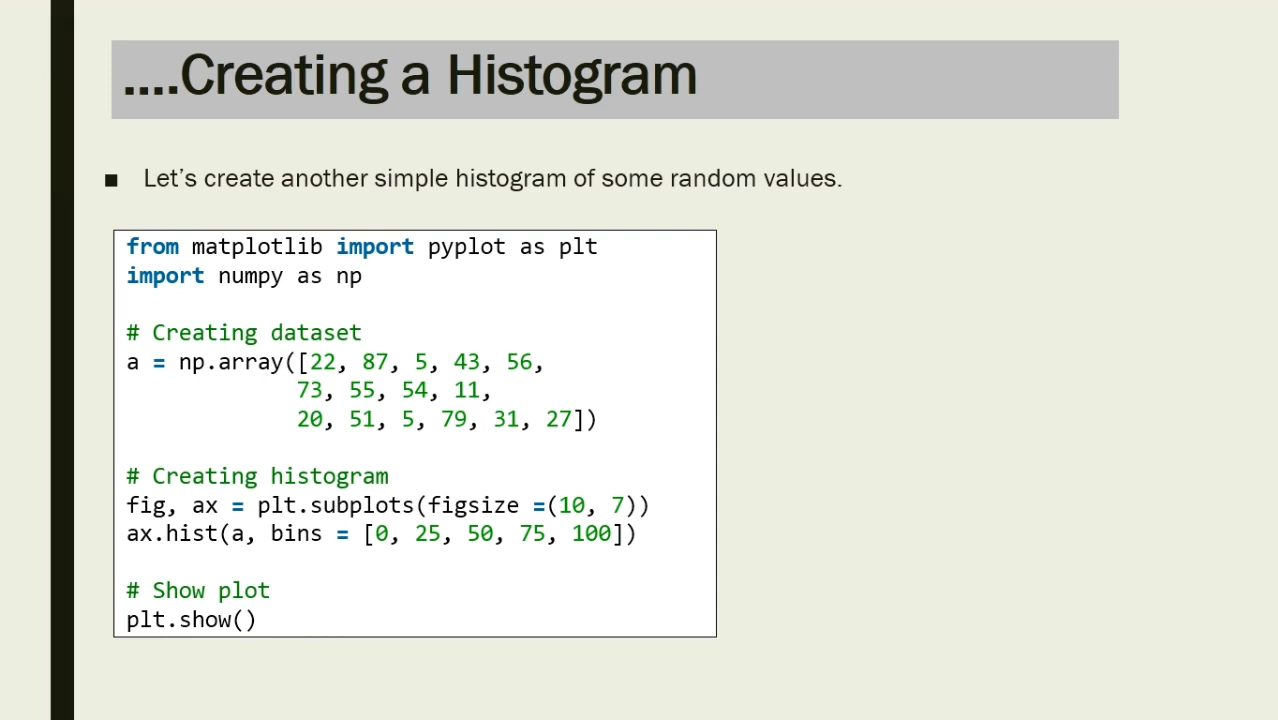 ....Creating a Histogram
■ Let’s create another simple histogram of some random values.
from matplotlib import pyplot as plt
import numpy as np
# Creating dataset
a = np.array([22, 87, 5, 43, 56,
73, 55, 54, 11,
20, 51, 5, 79, 31, 27])
# Creating histogram
fig, ax = plt.subplots(figsize =(10, 7))
ax.hist(a, bins = [0, 25, 50, 75, 100])
# Show plot
plt.show()